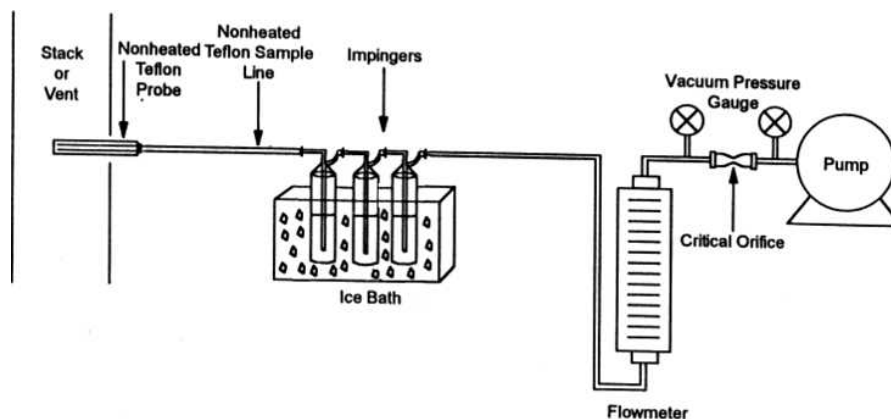 Stack
or
Vent
Nonheated
Teflon
Probe
Nonheated
Teflon Sample
Line
Impingers
Vacuum Pressure
Gauge
Pump
Critical Orifice
Ice Bath
Flowmeter